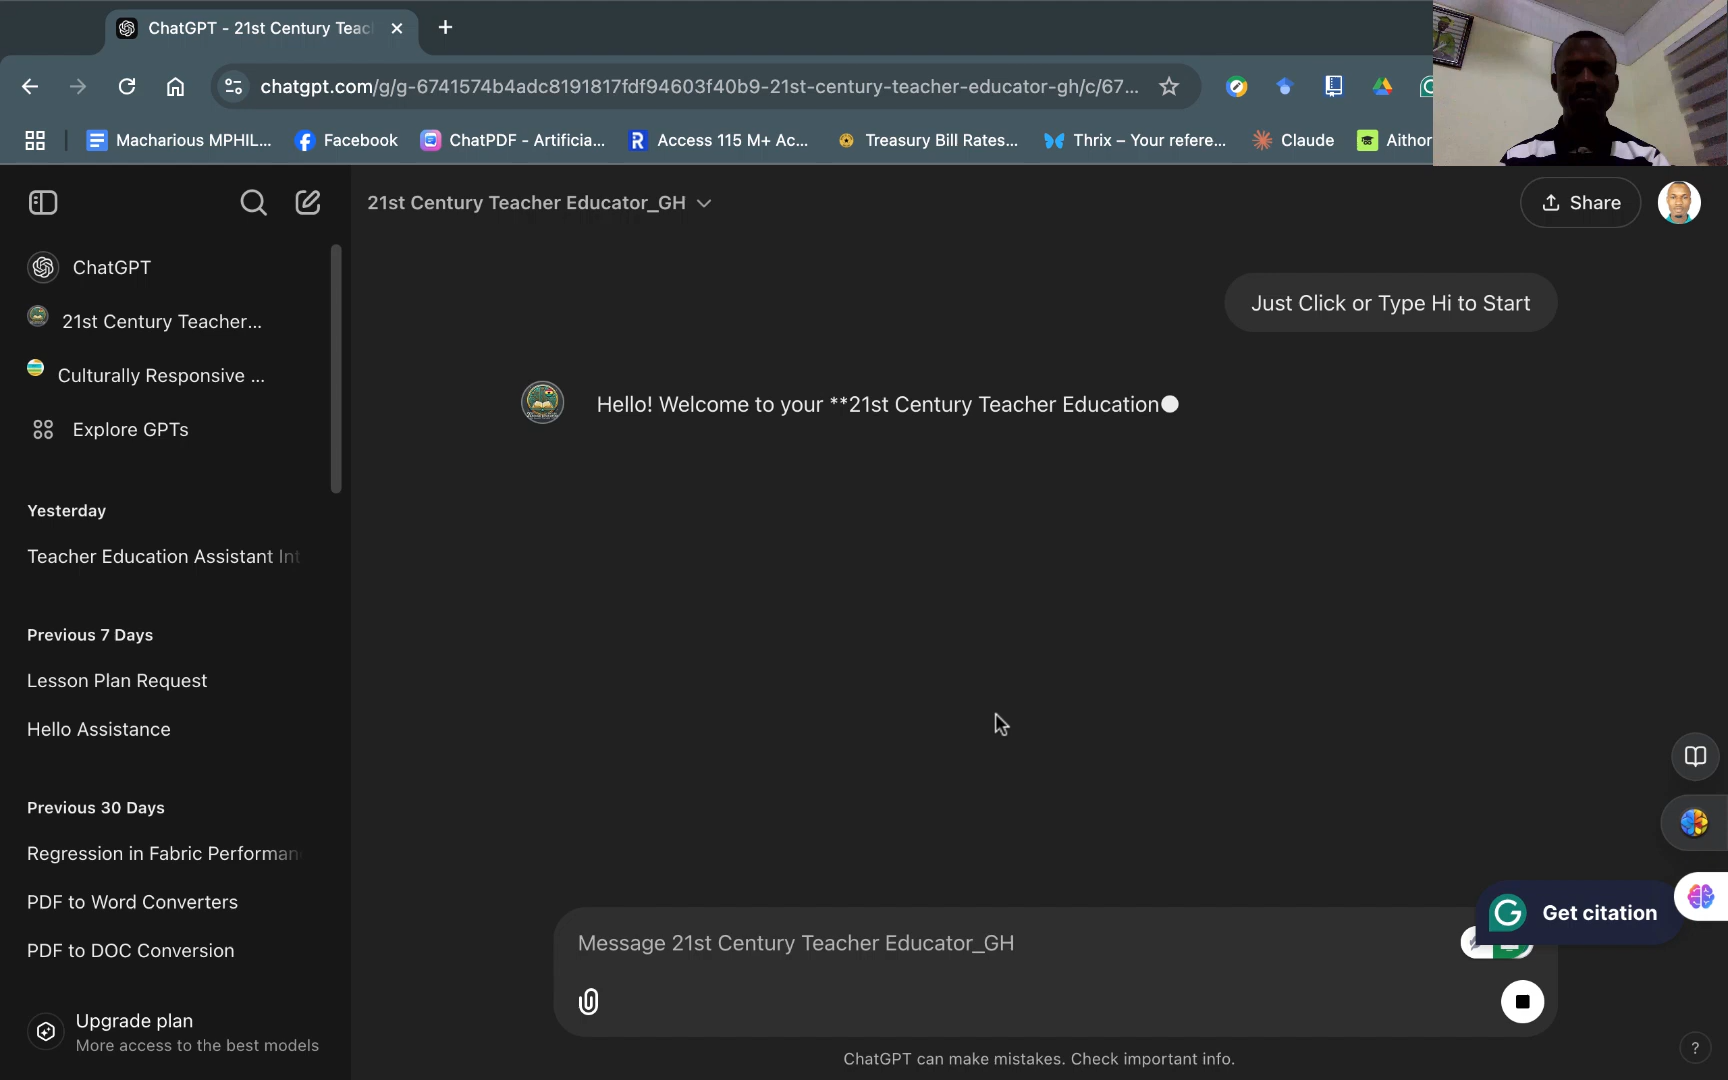 ChatGPT - 21st Century Teac
chatgpt.com/g/g-6741574b4adc8191817fdf94603f40b9-21st-century-teacher-educator-gh/c/67...
Macharious MPHIL...
Facebook
ChatPDF - Artificia...
Access 115 M+ Ac...
Treasury Bill Rates...
Thrix – Your refere...
Claude
Aithor
21st Century Teacher Educator_GH
Share
ChatGPT
21st Century Teacher...
Culturally Responsive ...
Explore GPTs
Yesterday
Teacher Education Assistant Int
Previous 7 Days
Lesson Plan Request
Hello Assistance
Previous 30 Days
Regression in Fabric Performan
PDF to Word Converters
PDF to DOC Conversion
Upgrade plan
More access to the best models
Just Click or Type Hi to Start
Hello! Welcome to your **21st Century Teacher Education
Get citation
Message 21st Century Teacher Educator_GH
ChatGPT can make mistakes. Check important info.
?